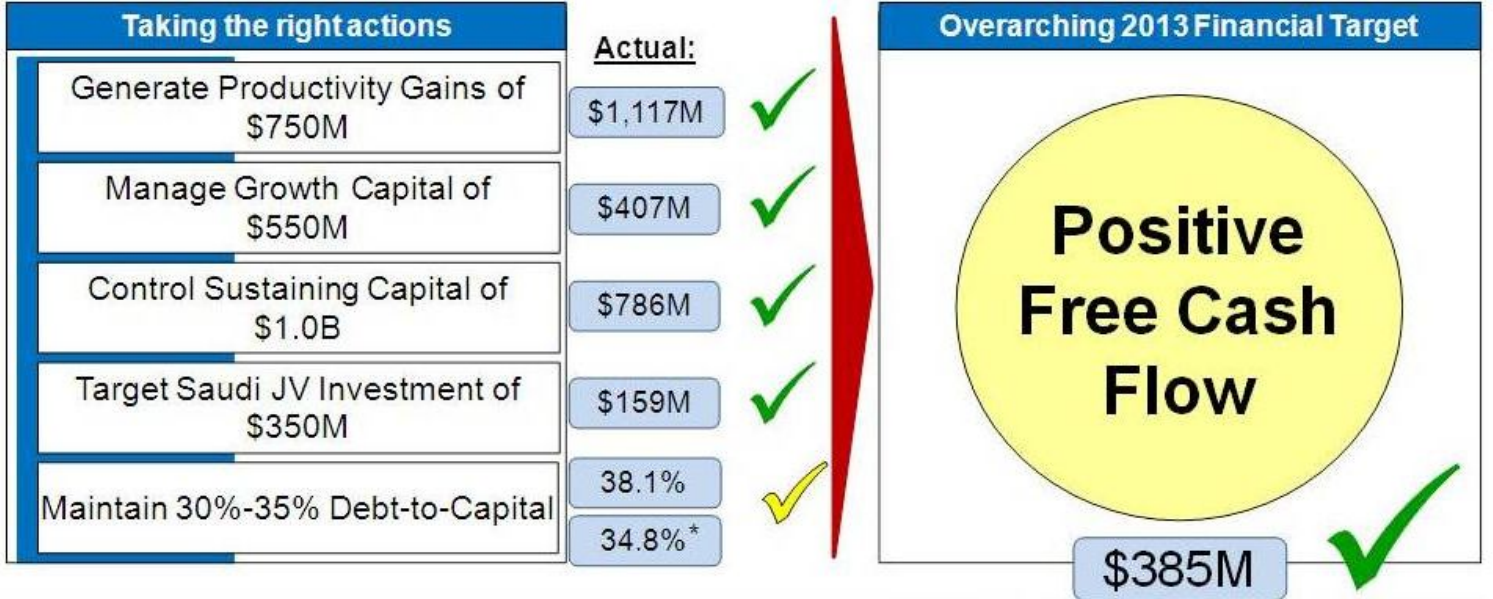 Taking the right actions
Actual:
Generate Productivity Gains of
$750M
$1,117M
Manage Growth Capital of
$550M
$407M
Control Sustaining Capital of
$1.0B
$786M
Target Saudi JV Investment of
$350M
$159M
Maintain 30%-35% Debt-to-Capital
38.1%
34.8%*
Overarching 2013 Financial Target
Positive
Free Cash
Flow
$385M